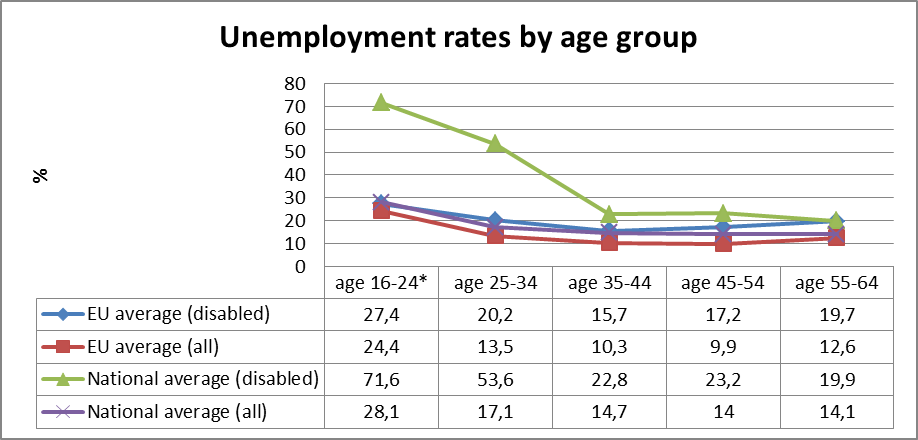 Unemployment rates by age group
%
80
70
60
50
40
30
20
10
0
age 16-24* age 25-34 age 35-44 age 45-54 age 55-64
EU average (disabled) 27,4 20,2 15,7 17,2 19,7
EU average (all) 24,4 13,5 10,3 9,9 12,6
National average (disabled) 71,6 53,6 22,8 23,2 19,9
National average (all) 28,1 17,1 14,7 14 14,1